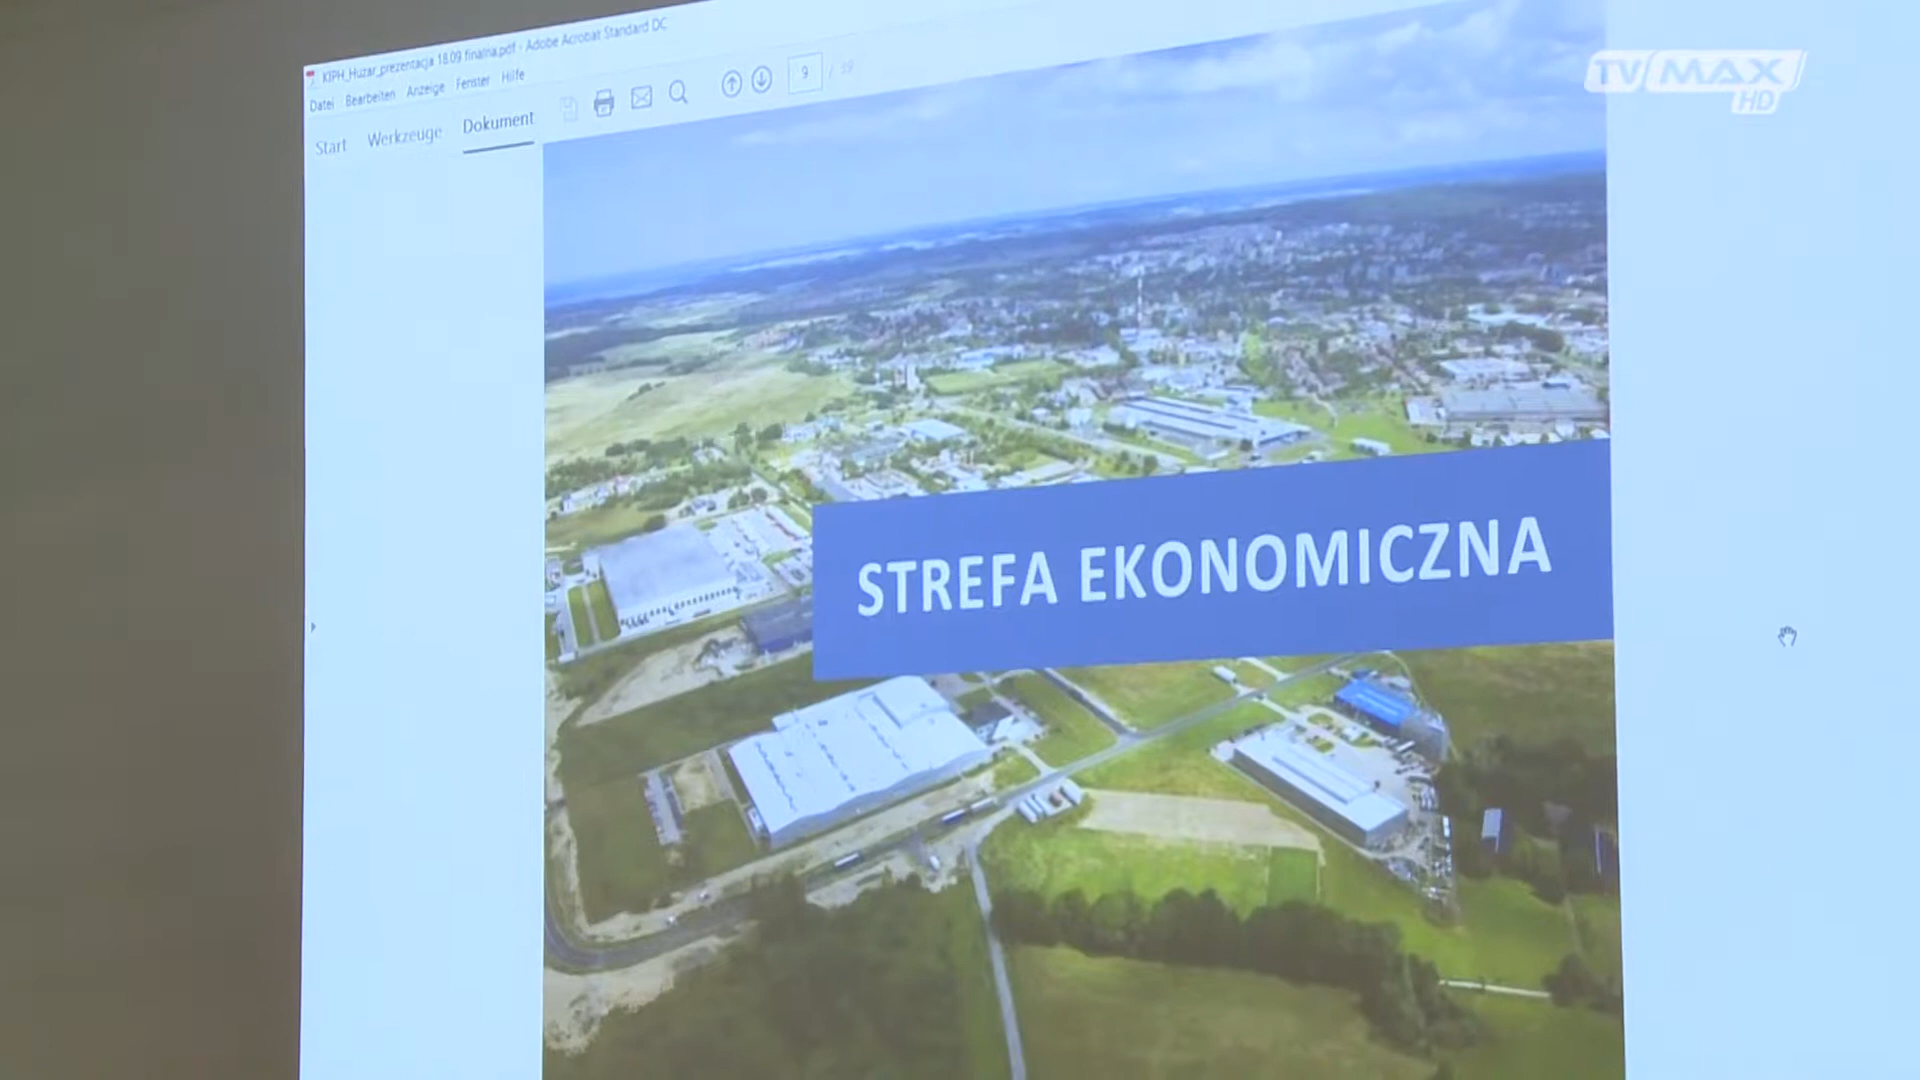 KIPH_Huzar_prezentacja 18.09 finalna.pdf - Adobe Acrobat Standard DC
Datei Bearbeiten Anzeige Fenster Hilfe
Start Werkzeuge Dokument
9 / 39
TV MAX
HD
STREFA EKONOMICZNA